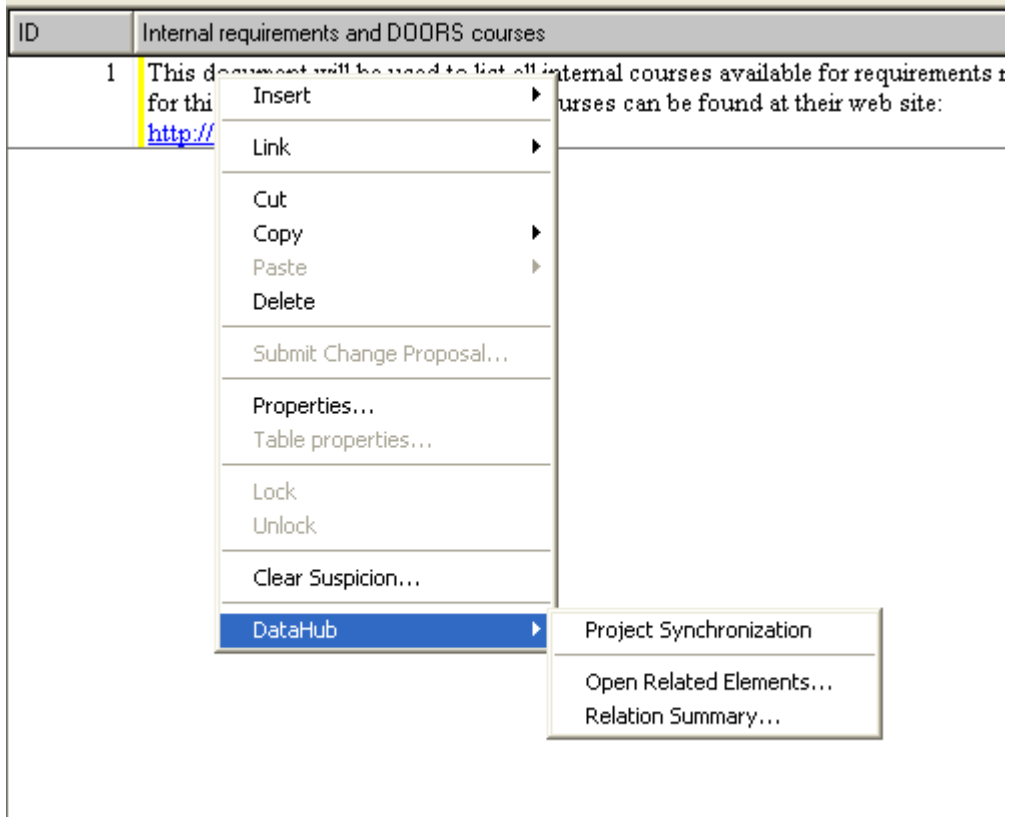 ID Internal requirements and DOORS courses
1 This document will be used to list all internal courses available for requirements
for thi urses can be found at their web site:
http://
Insert
Link
Cut
Copy
Paste
Delete
Submit Change Proposal...
Properties...
Table properties...
Lock
Unlock
Clear Suspicion...
DataHub
Project Synchronization
Open Related Elements...
Relation Summary...